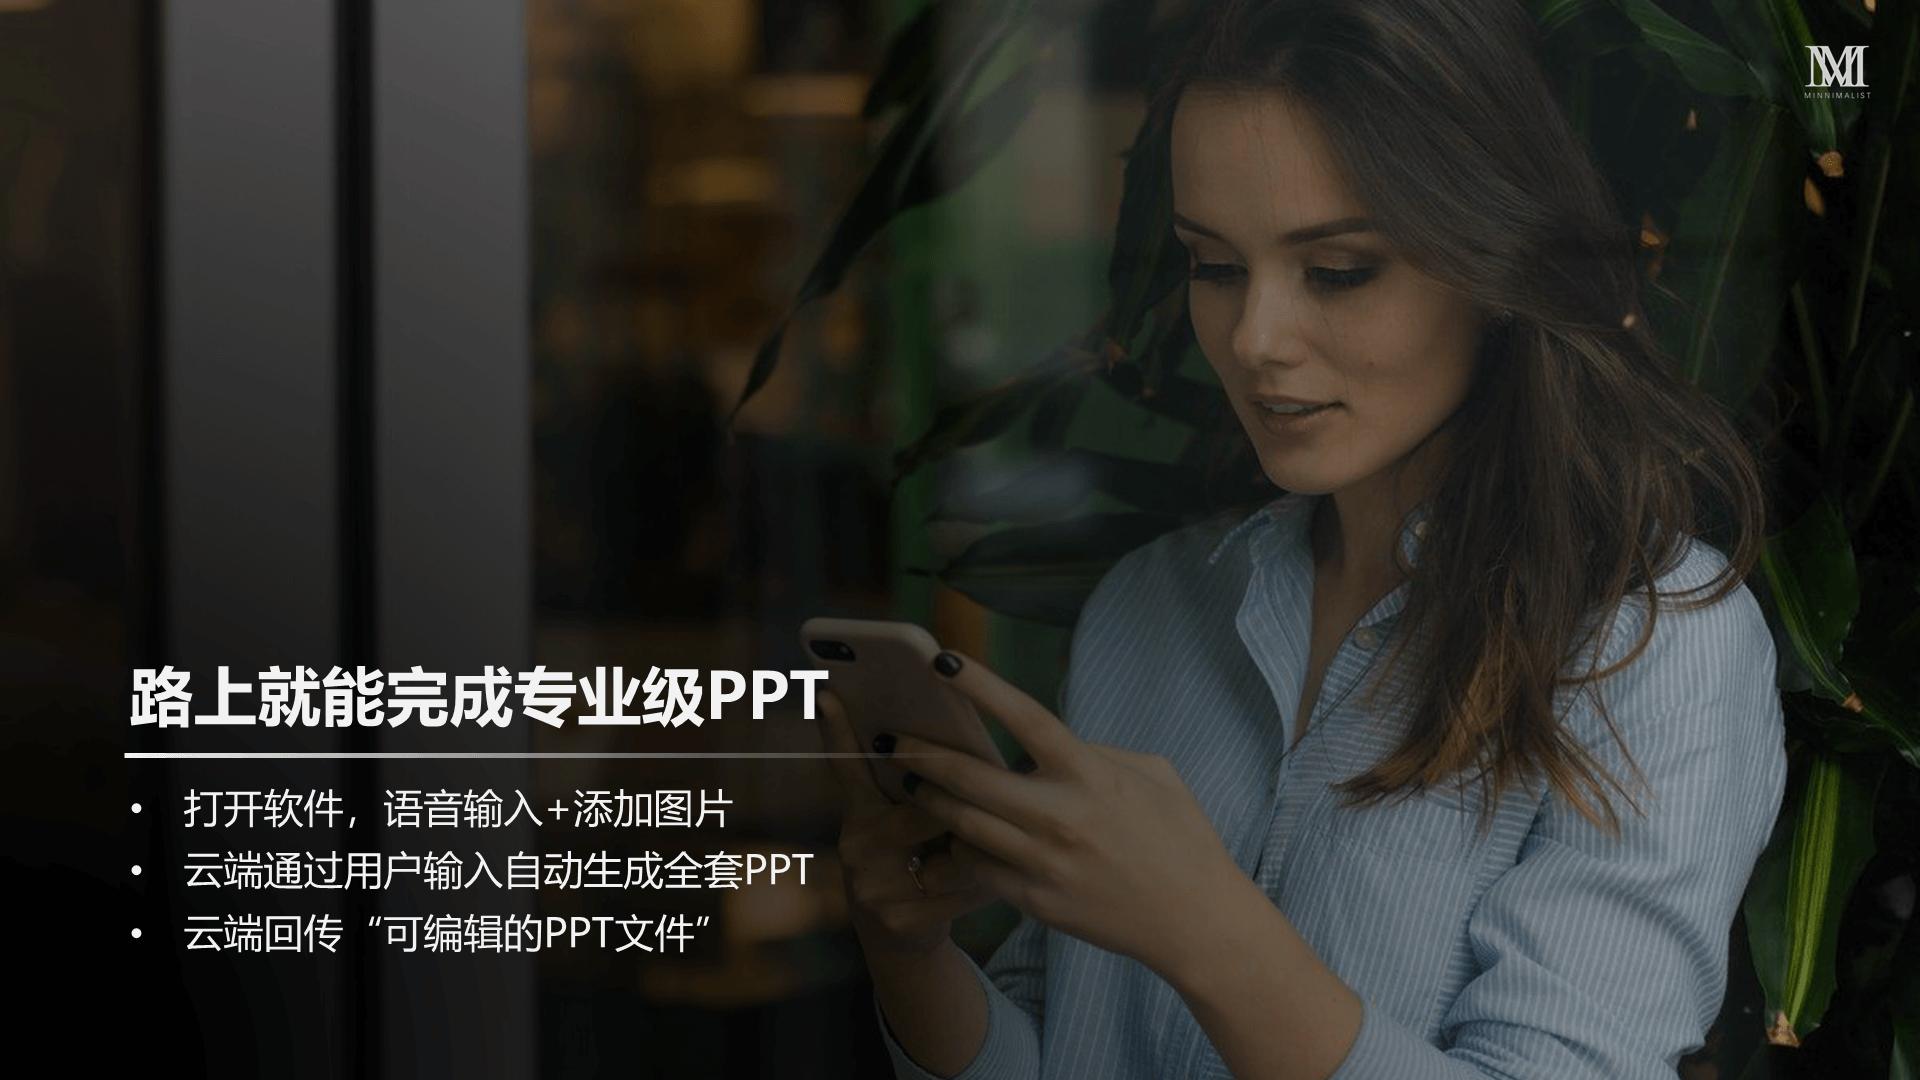 MM
MINNIMALIST
路上就能完成专业级PPT
• 打开软件，语音输入+添加图片
• 云端通过用户输入自动生成全套PPT
• 云端回传“可编辑的PPT文件”